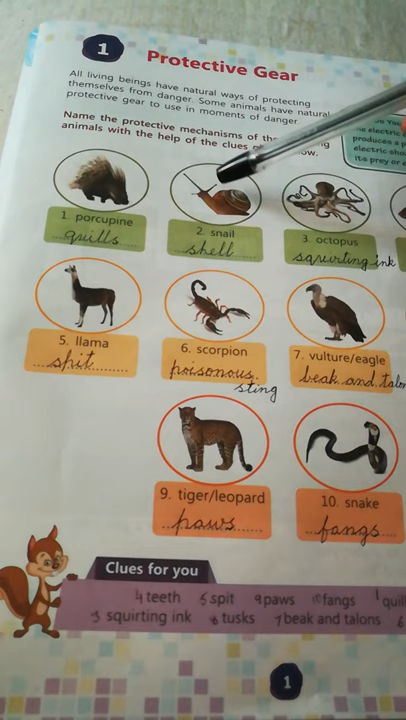 1
Protective Gear
All living beings have natural ways of protecting
themselves from danger. Some animals have natural
protective gear to use in moments of danger.
Name the protective mechanisms of the
animals with the help of the clues
electric
produces a
electric
its prey or
1. porcupine
quills
2. snail
shell
3. octopus
squirting ink
5. llama
spit
6. scorpion
poisonous
sting
7. vulture/eagle
beak and
9. tiger/leopard
paws
10. snake
fangs
Clues for you
4 teeth 5 spit 9 paws 10 fangs 1
3 squirting ink 8 tusks 7 beak and talons 6
1